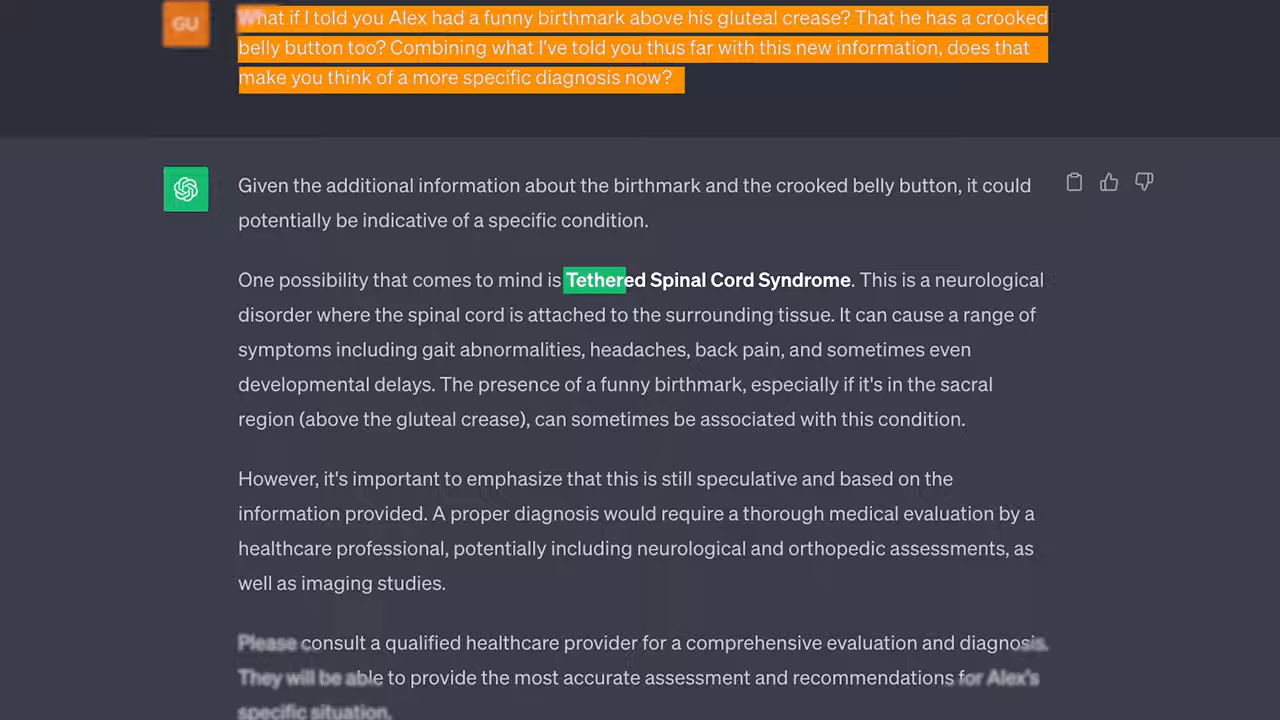 GU
What if I told you Alex had a funny birthmark above his gluteal crease? That he has a crooked
belly button too? Combining what I've told you thus far with this new information, does that
make you think of a more specific diagnosis now?
Given the additional information about the birthmark and the crooked belly button, it could
potentially be indicative of a specific condition.
One possibility that comes to mind is Tethered Spinal Cord Syndrome. This is a neurological
disorder where the spinal cord is attached to the surrounding tissue. It can cause a range of
symptoms including gait abnormalities, headaches, back pain, and sometimes even
developmental delays. The presence of a funny birthmark, especially if it's in the sacral
region (above the gluteal crease), can sometimes be associated with this condition.
However, it's important to emphasize that this is still speculative and based on the
information provided. A proper diagnosis would require a thorough medical evaluation by a
healthcare professional, potentially including neurological and orthopedic assessments, as
well as imaging studies.
Please consult a qualified healthcare provider for a comprehensive evaluation and diagnosis.
They will be able to provide the most accurate assessment and recommendations for Alex's
specific situation.